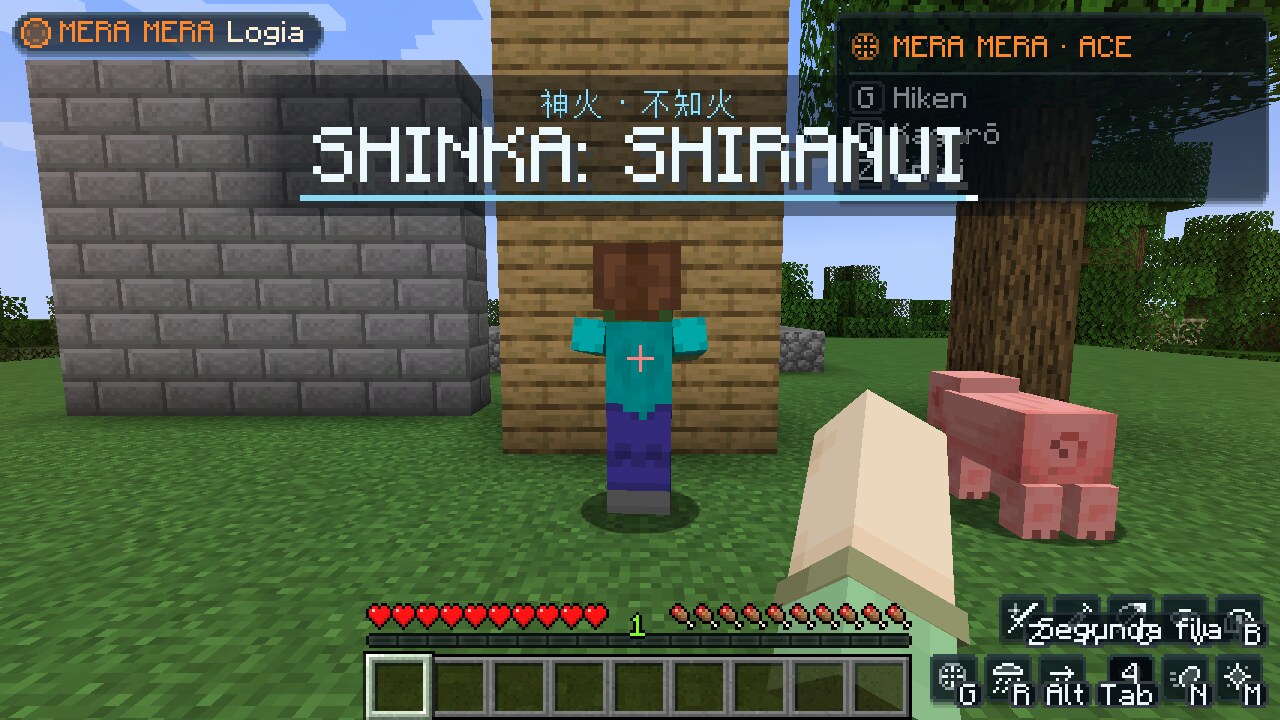 MERA MERA Logia
MERA MERA · ACE
G Hiken
神火・不知火
SHINKA: SHIRANUI
1
Segunda fila B
G R Alt 4 Tab N M